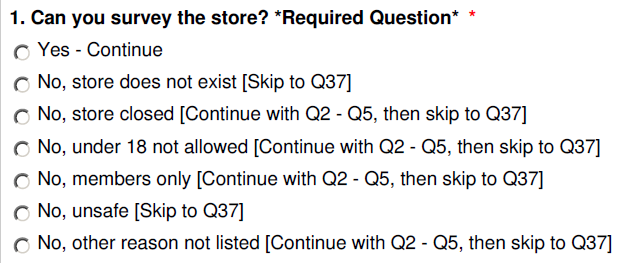 1. Can you survey the store? *Required Question* *
Yes - Continue
No, store does not exist [Skip to Q37]
No, store closed [Continue with Q2 - Q5, then skip to Q37]
No, under 18 not allowed [Continue with Q2 - Q5, then skip to Q37]
No, members only [Continue with Q2 - Q5, then skip to Q37]
No, unsafe [Skip to Q37]
No, other reason not listed [Continue with Q2 - Q5, then skip to Q37]